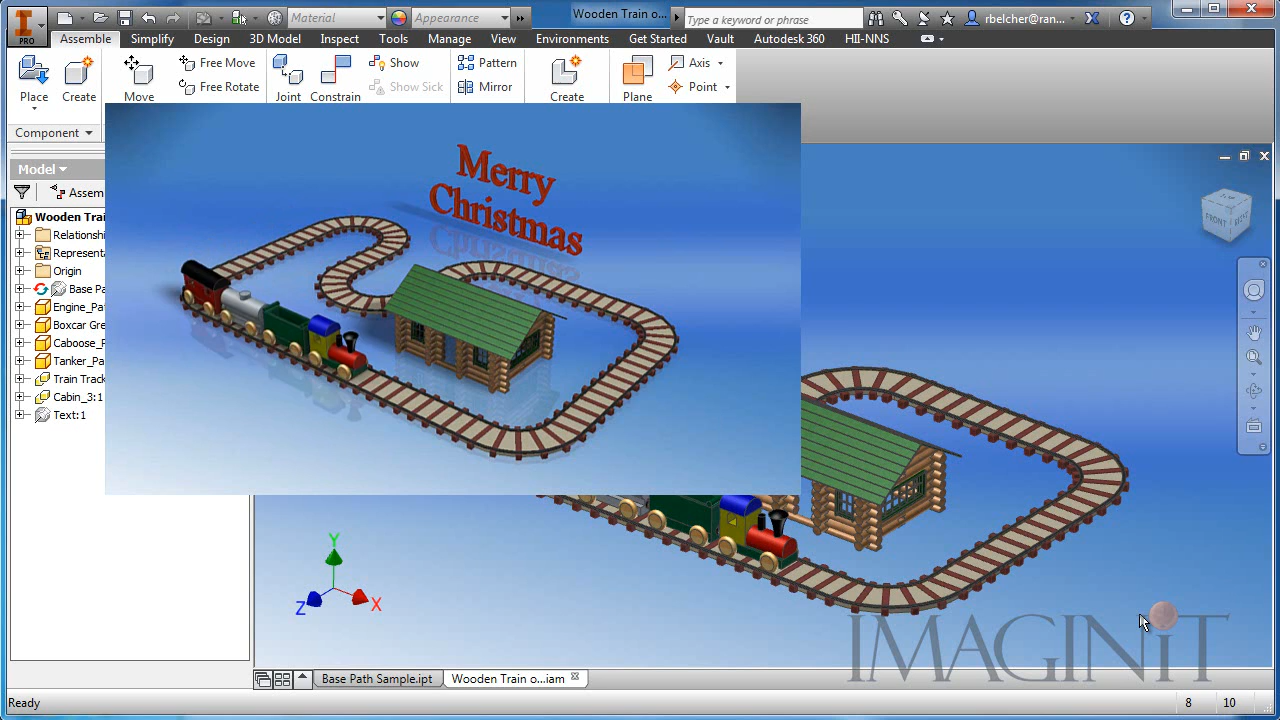 PRO
Material
Appearance
Wooden Train o...
Type a keyword or phrase
rbelcher@ran...
Assemble
Simplify
Design
3D Model
Inspect
Tools
Manage
View
Environments
Get Started
Vault
Autodesk 360
HII-NNS
Place
Create
Move
Free Move
Free Rotate
Joint
Constrain
Show
Show Sick
Pattern
Mirror
Create
Plane
Axis
Point
Component
Model
Assem
Wooden Trai
Relationsh
Represent
Origin
Base Pa
Engine_Pa
Boxcar Gre
Caboose_P
Tanker_Pa
Train Track
Cabin_3:1
Text:1
Merry
Christmas
FRONT
Y
Z
X
IMAGINiT
Base Path Sample.ipt
Wooden Train o...iam
Ready
8
10